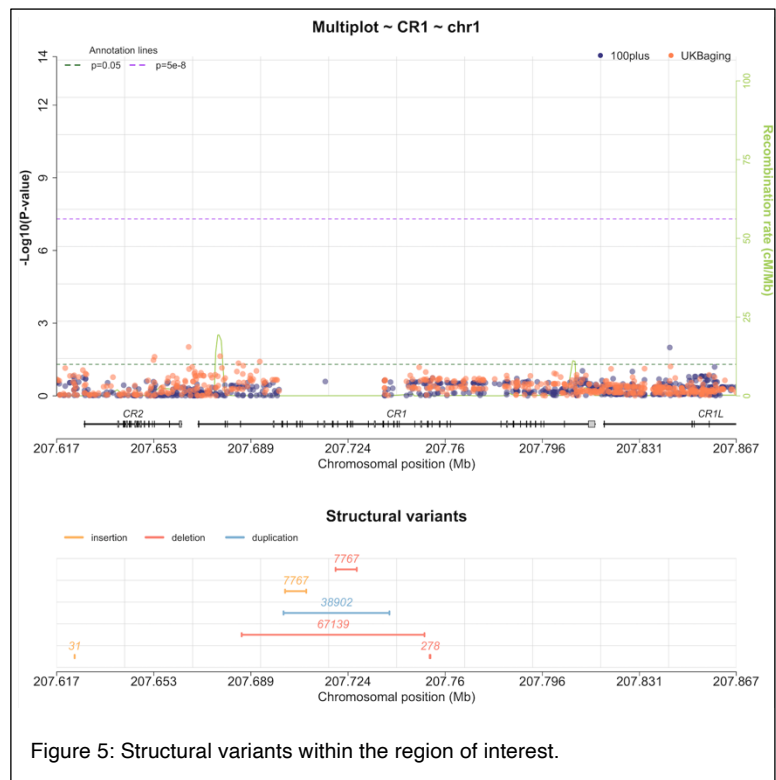 Multiplot ~ CR1 ~ chr1
Annotation lines
p=0.05 p=5e-8
100plus UKBaging
14
12
9
6
3
0
-Log10(P-value)
100
75
50
25
0
Recombination rate (cM/Mb)
CR2 CR1 CR1L
207.617 207.653 207.689 207.724 207.76 207.796 207.831 207.867
Chromosomal position (Mb)
Structural variants
insertion deletion duplication
7767
7767
38902
67139
31 278
207.617 207.653 207.689 207.724 207.76 207.796 207.831 207.867
Chromosomal position (Mb)
Figure 5: Structural variants within the region of interest.